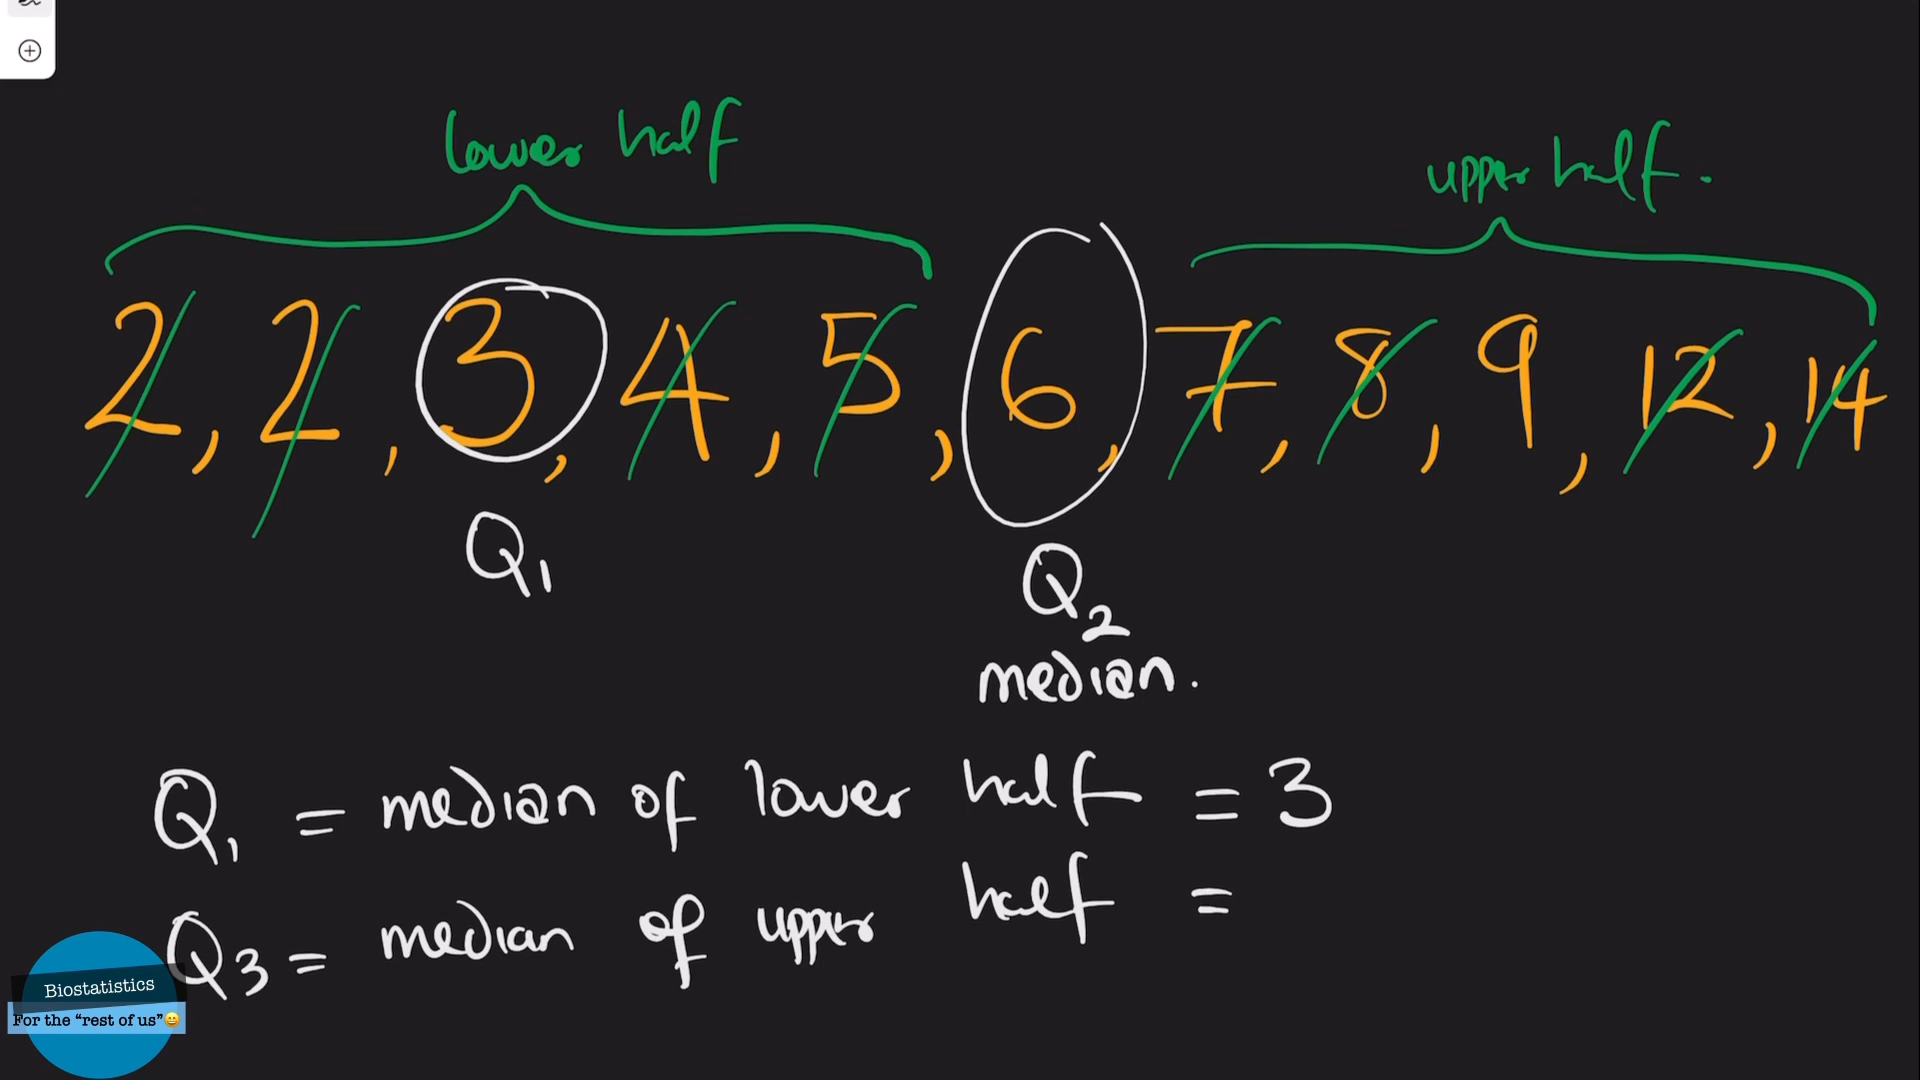 lower half
upper half.
2, 2, 3, 4, 5, 6, 7, 8, 9, 12, 14
Q1
Q2
median.
Q1 = median of lower half = 3
Q3 = median of upper half =
Biostatistics
For the “rest of us”😄